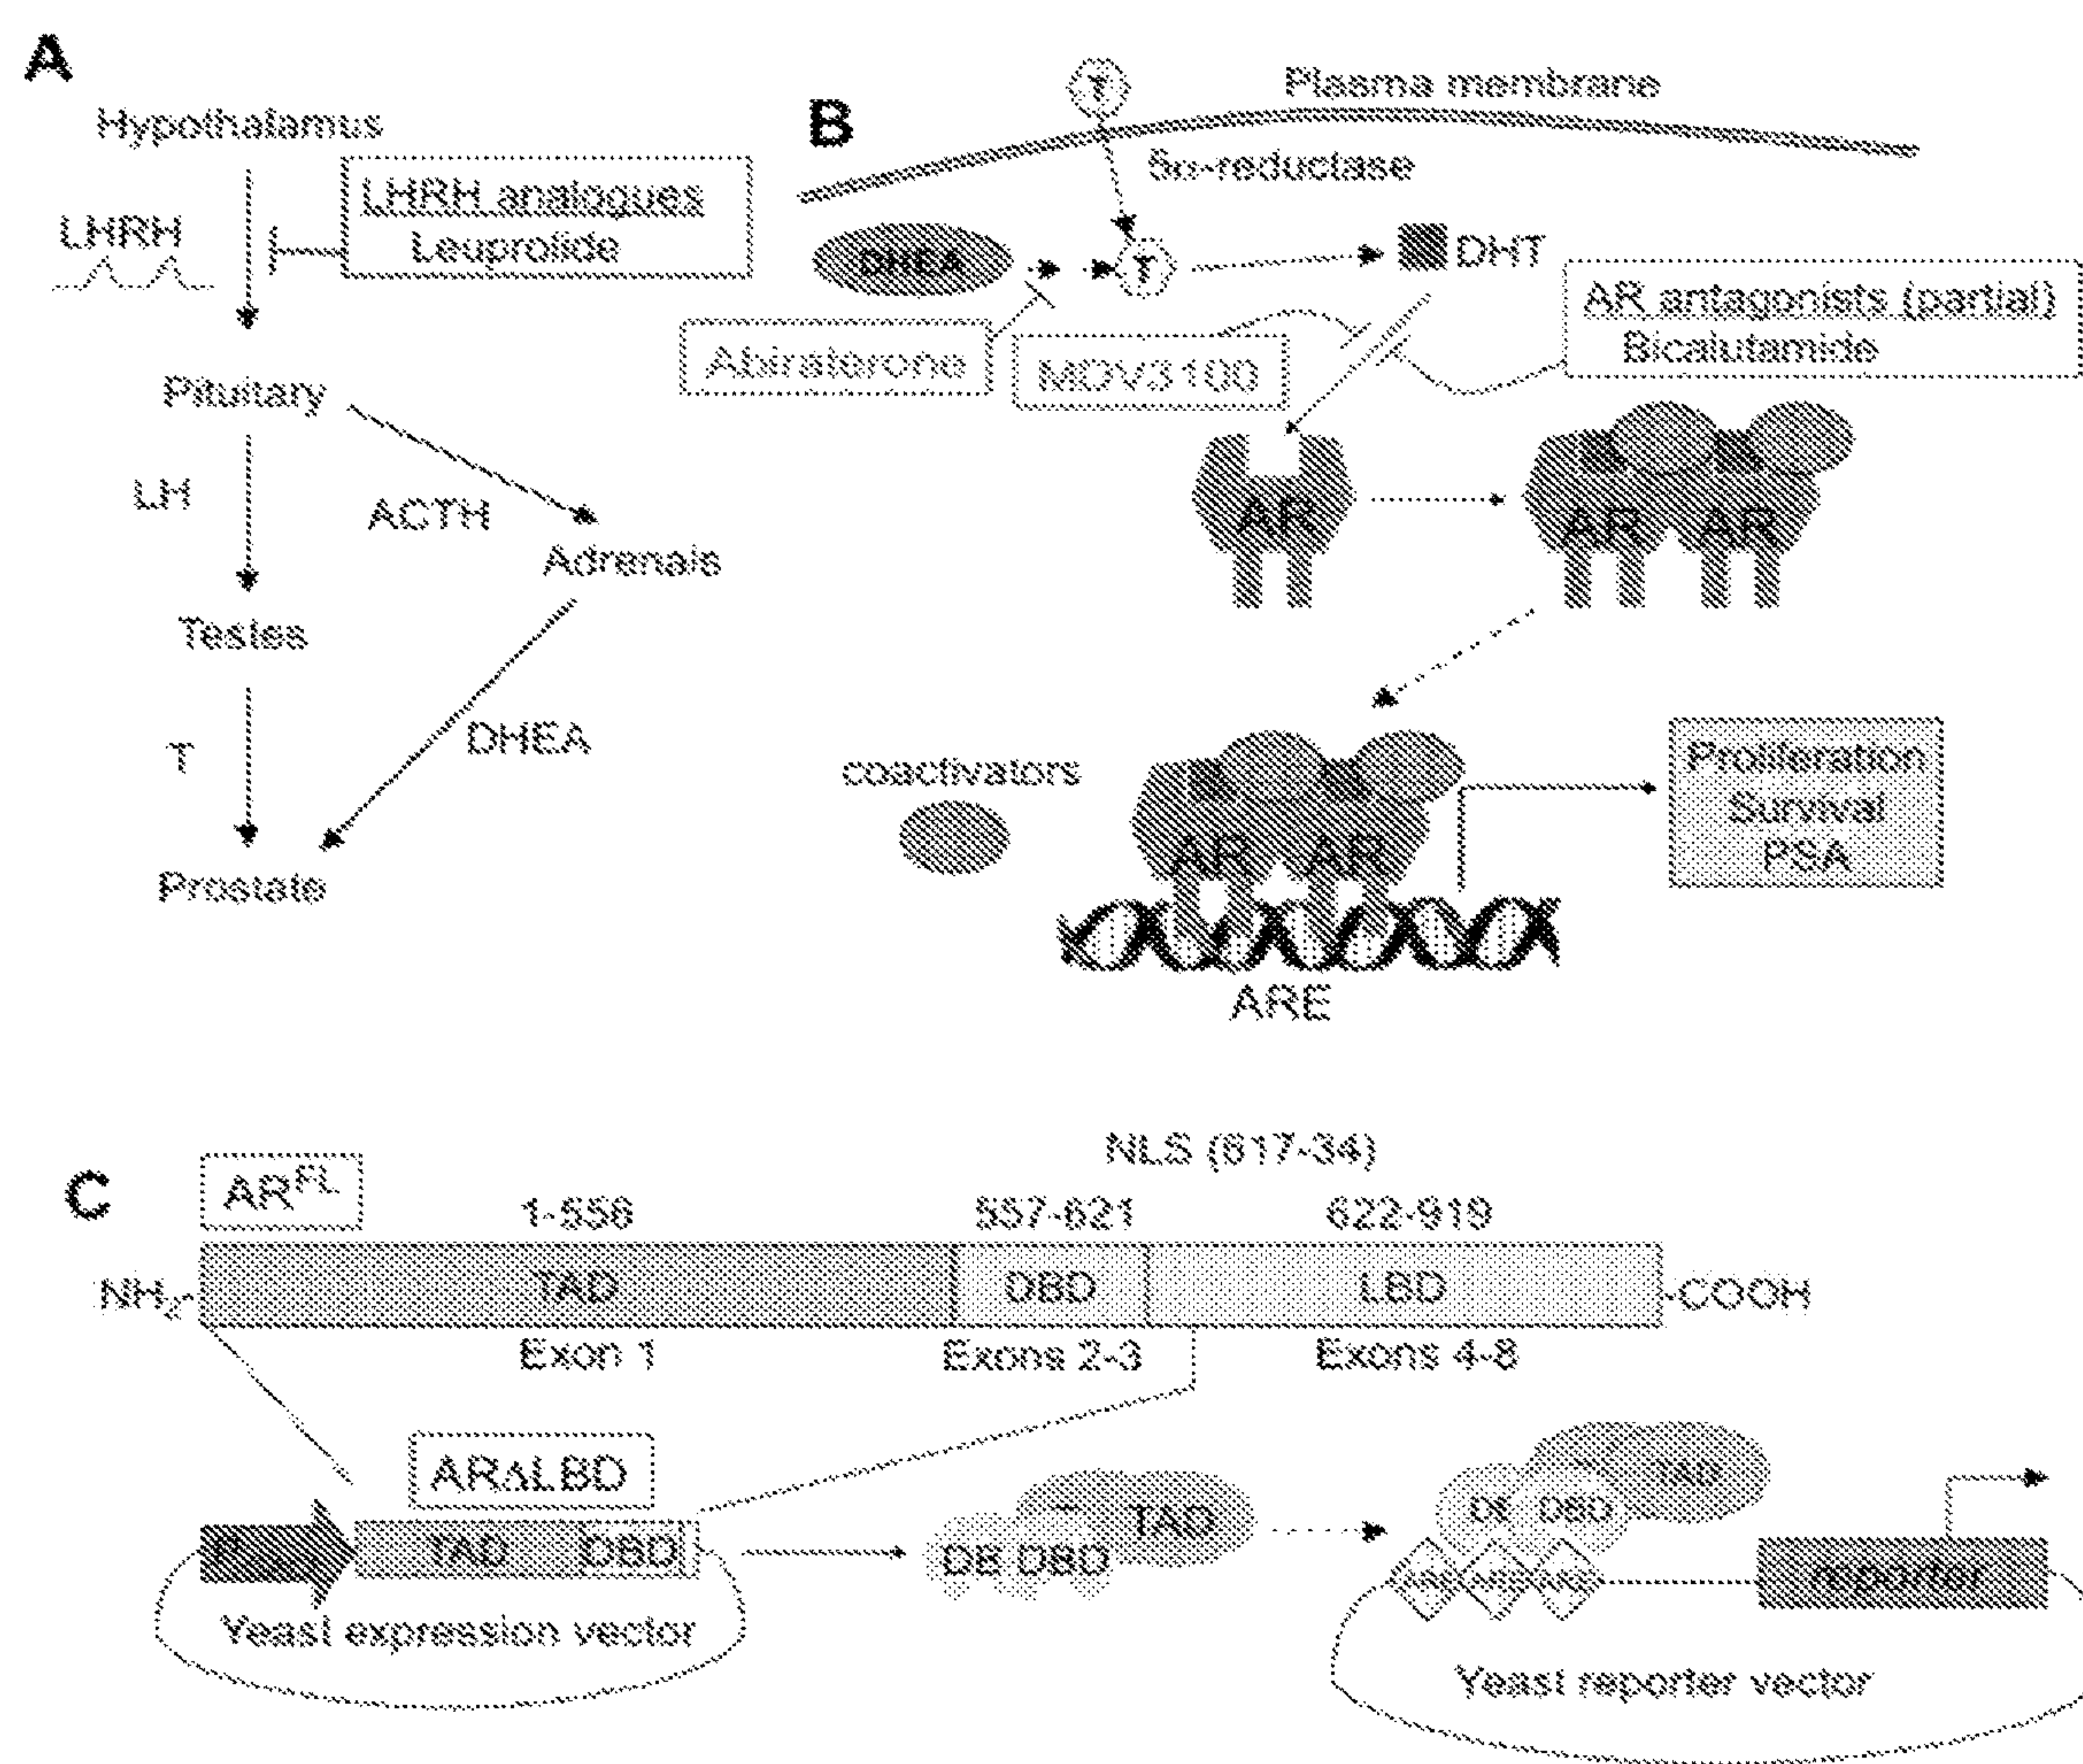 A
Hypothalamus
LHRH
LHRH analogues
Leuprolide
Pituitary
LH
ACTH
Adrenals
Testes
T
DHEA
Prostate
B
T
Plasma membrane
5α-reductase
DHEA
T
DHT
Abiraterone
MDV3100
AR antagonists (partial)
Bicalutamide
AR
AR AR
coactivators
AR AR
Proliferation
Survival
PSA
ARE
C
ARFL
NLS (617-34)
1-556
557-621
622-919
NH2-
TAD
DBD
LBD
-COOH
Exon 1
Exons 2-3
Exons 4-8
ARΔLBD
TAD
DBD
Yeast expression vector
DB DBD
TAD
DB DBD
TAD
reporter
Yeast reporter vector